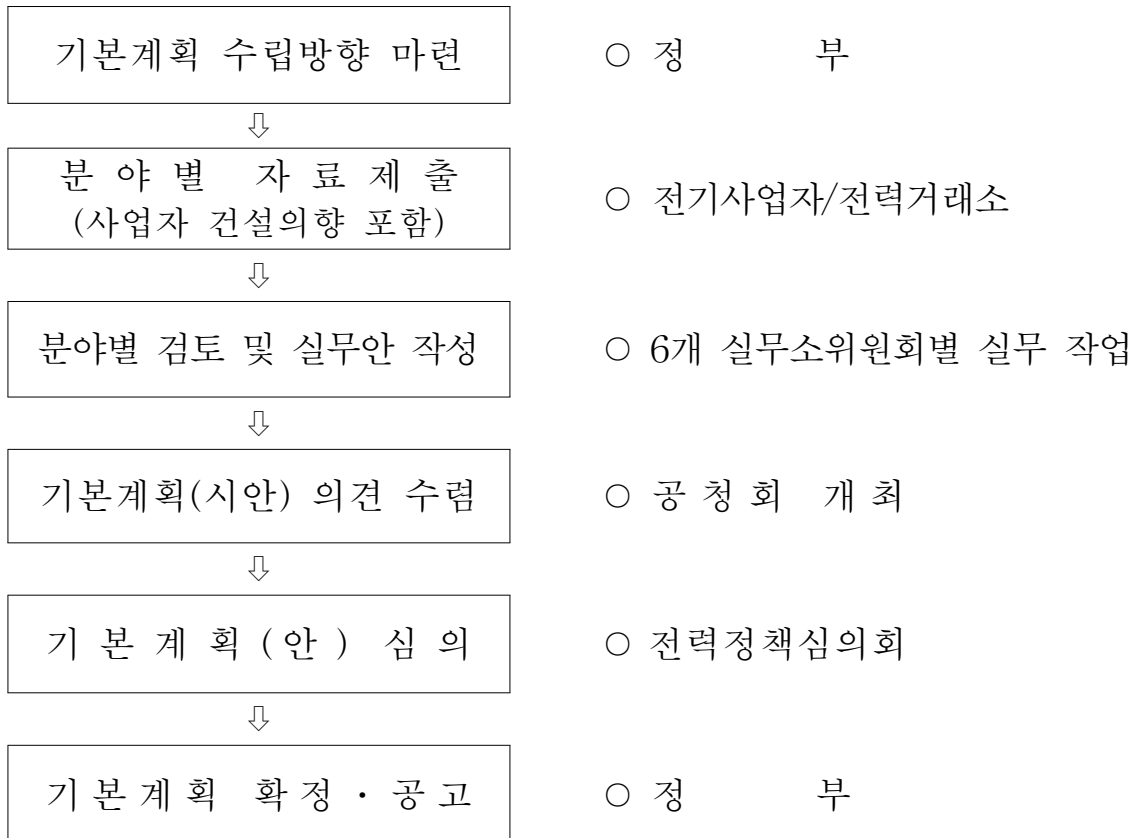 기본계획 수립방향 마련 ○ 정 부
⇩
분 야 별 자 료 제 출
(사업자 건설의향 포함) ○ 전기사업자/전력거래소
⇩
분야별 검토 및 실무안 작성 ○ 6개 실무소위원회별 실무 작업
⇩
기본계획(시안) 의견 수렴 ○ 공 청 회 개 최
⇩
기 본 계 획 ( 안 ) 심 의 ○ 전력정책심의회
⇩
기 본 계 획 확 정 · 공 고 ○ 정 부